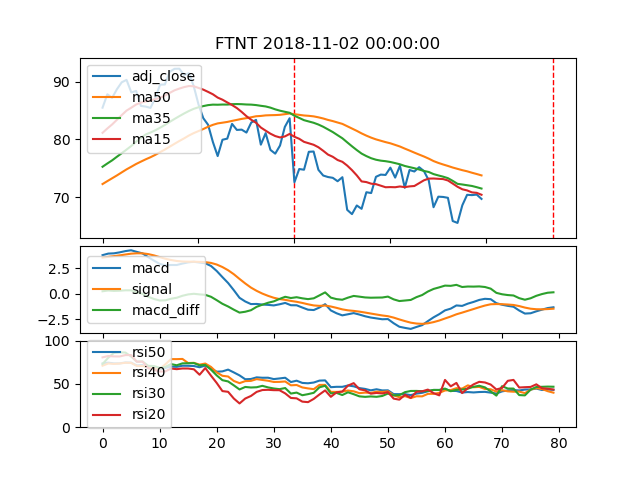 FTNT 2018-11-02 00:00:00
90
80
70
adj_close
ma50
ma35
ma15
2.5
0.0
−2.5
macd
signal
macd_diff
100
50
0
rsi50
rsi40
rsi30
rsi20
0 10 20 30 40 50 60 70 80